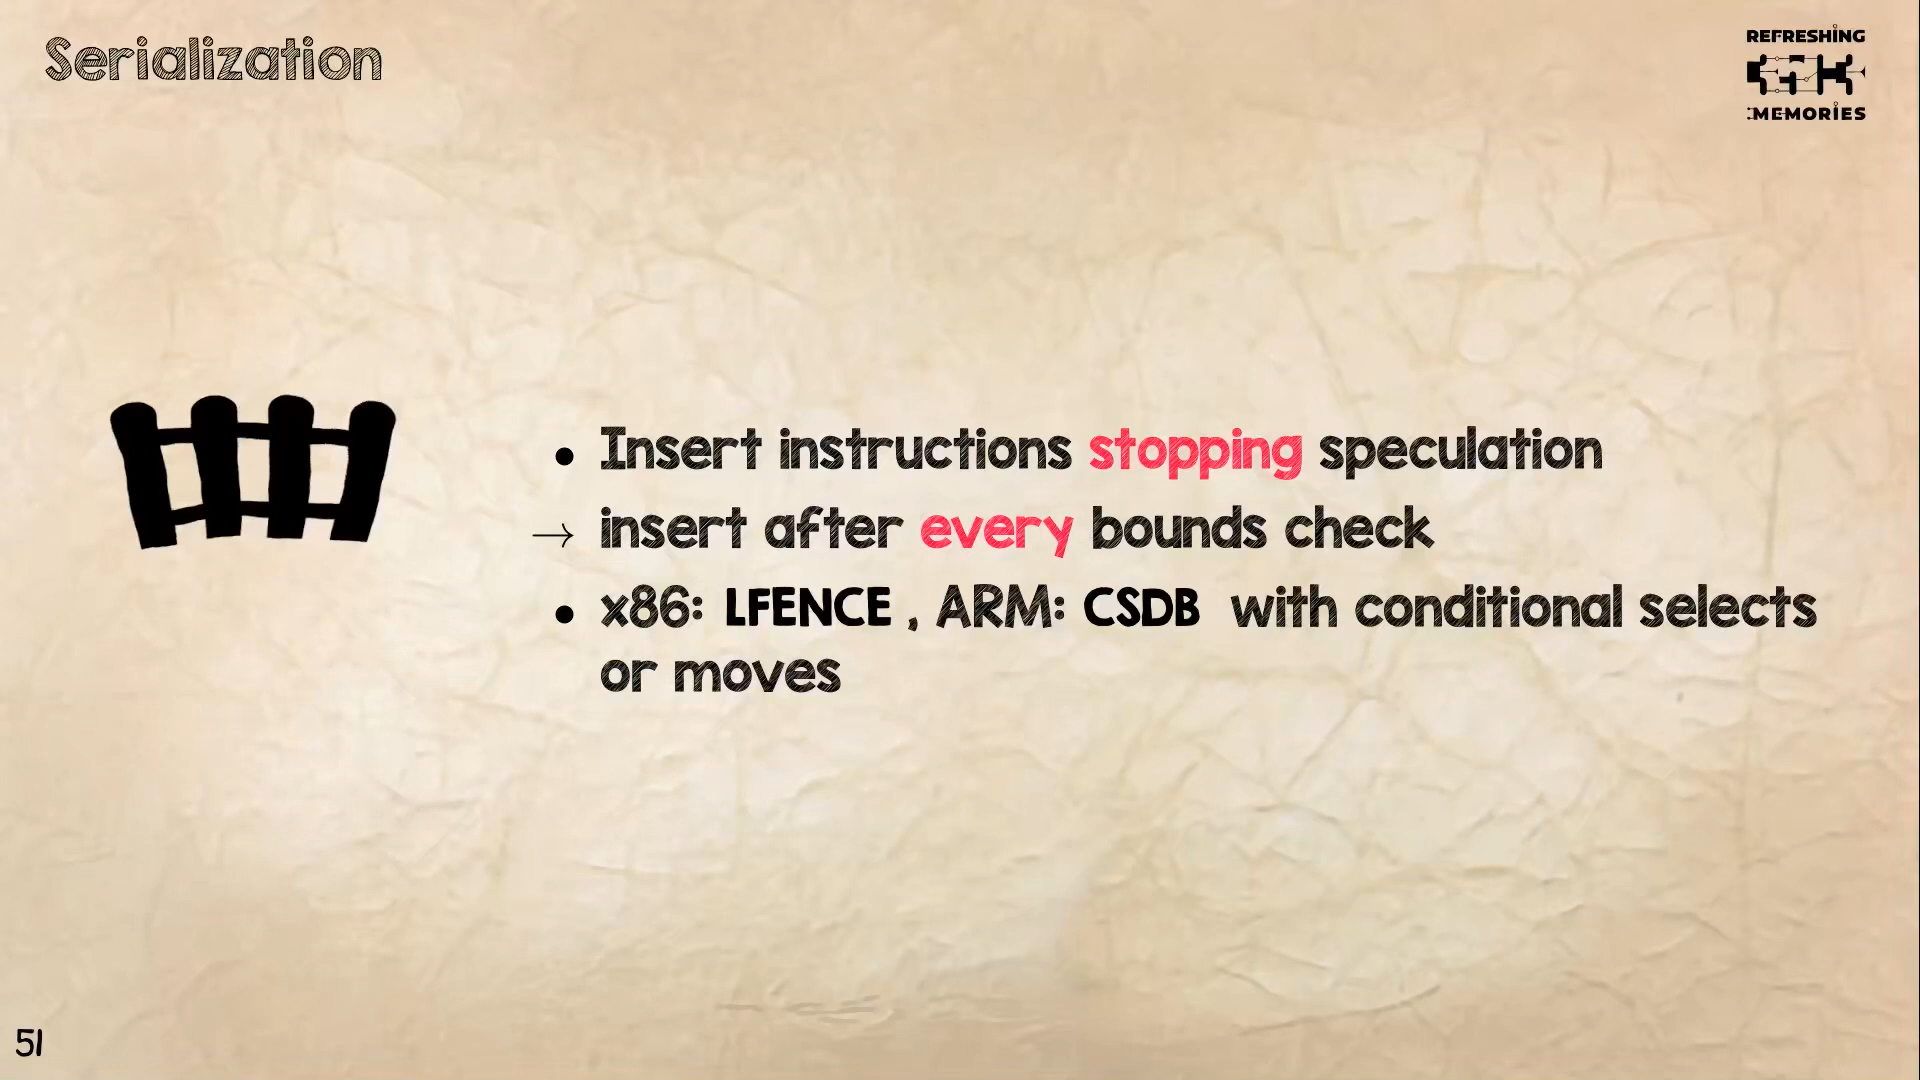 Serialization
REFRESHING
35K
MEMORIES
• Insert instructions stopping speculation
→ insert after every bounds check
• x86: LFENCE , ARM: CSDB with conditional selects
or moves
51